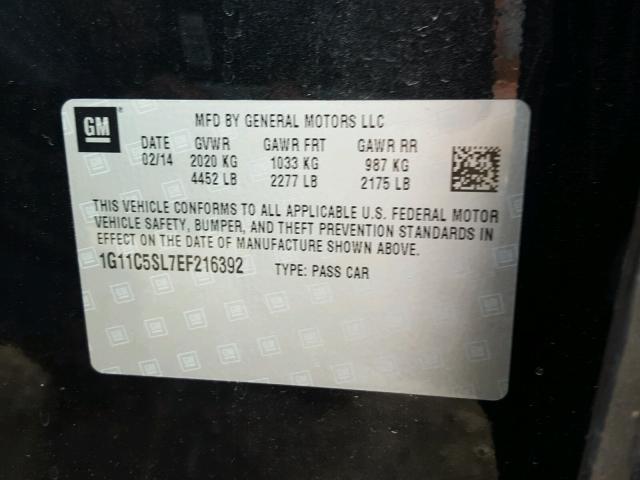 GM
MFD BY GENERAL MOTORS LLC
DATE GVWR GAWR FRT GAWR RR
02/14 2020 KG 1033 KG 987 KG
4452 LB 2277 LB 2175 LB
THIS VEHICLE CONFORMS TO ALL APPLICABLE U.S. FEDERAL MOTOR
VEHICLE SAFETY, BUMPER, AND THEFT PREVENTION STANDARDS IN
EFFECT ON THE DATE OF MANUFACTURE SHOWN ABOVE.
1G11C5SL7EF216392 TYPE: PASS CAR